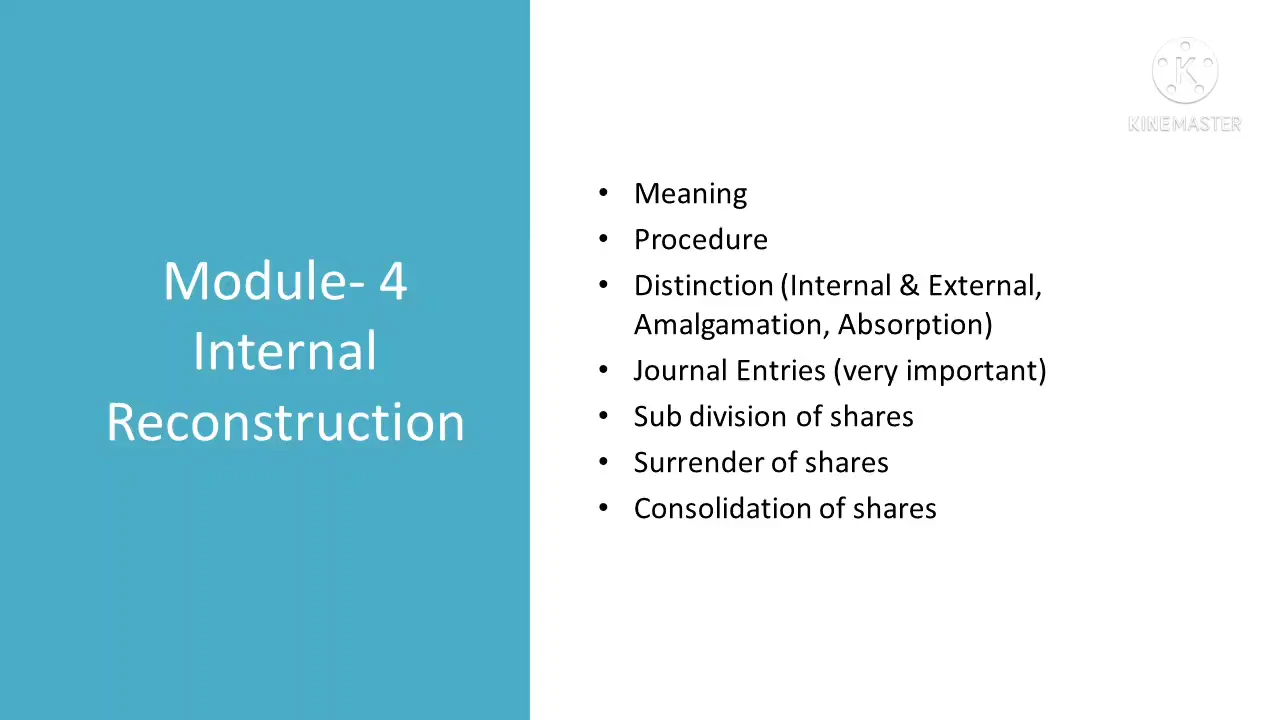 Module- 4
Internal
Reconstruction
KINEMASTER
• Meaning
• Procedure
• Distinction (Internal & External,
Amalgamation, Absorption)
• Journal Entries (very important)
• Sub division of shares
• Surrender of shares
• Consolidation of shares